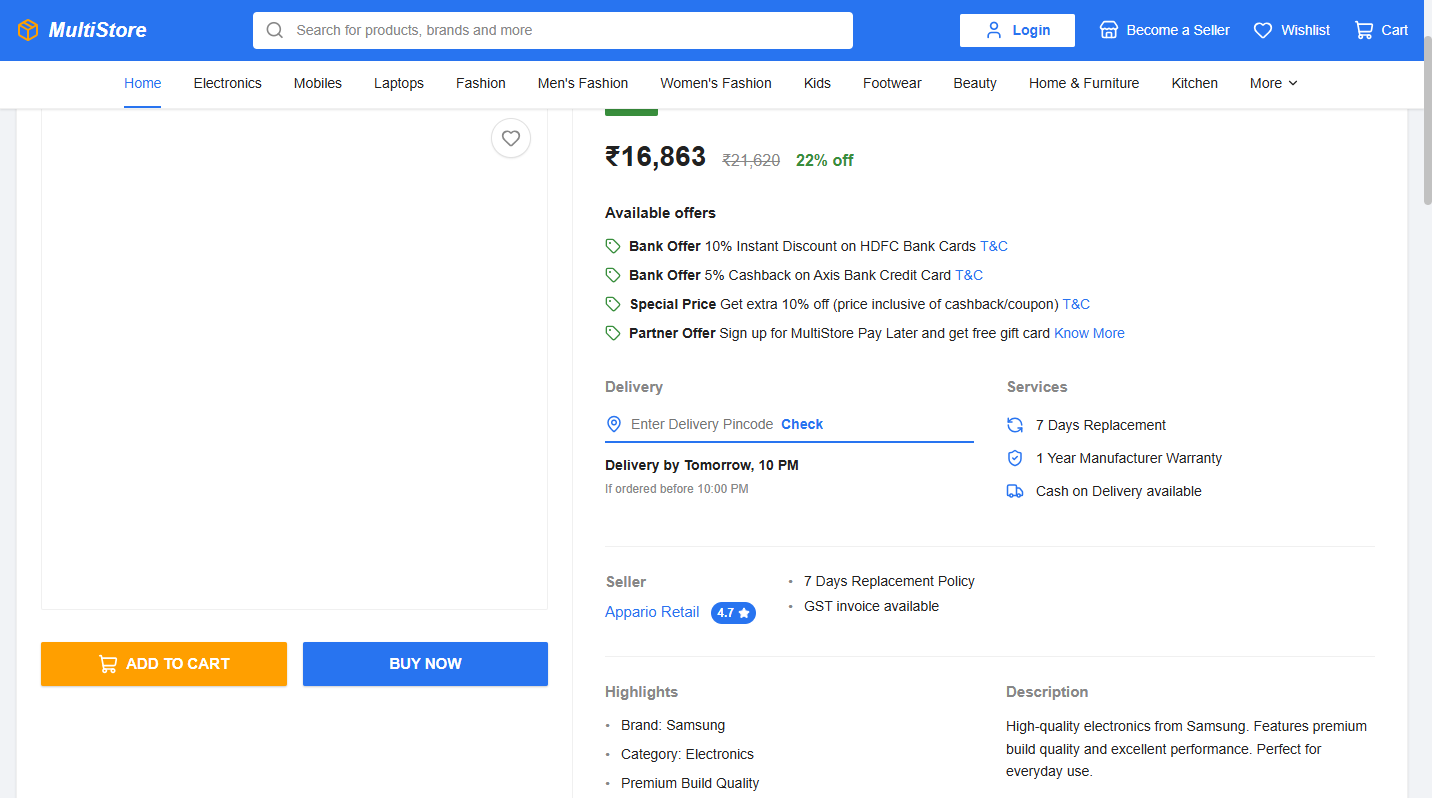 MultiStore
Search for products, brands and more
Login
Become a Seller
Wishlist
Cart
Home
Electronics
Mobiles
Laptops
Fashion
Men's Fashion
Women's Fashion
Kids
Footwear
Beauty
Home & Furniture
Kitchen
More
₹16,863 ₹21,620 22% off
Available offers
Bank Offer 10% Instant Discount on HDFC Bank Cards T&C
Bank Offer 5% Cashback on Axis Bank Credit Card T&C
Special Price Get extra 10% off (price inclusive of cashback/coupon) T&C
Partner Offer Sign up for MultiStore Pay Later and get free gift card Know More
Delivery
Enter Delivery Pincode Check
Delivery by Tomorrow, 10 PM
If ordered before 10:00 PM
Services
7 Days Replacement
1 Year Manufacturer Warranty
Cash on Delivery available
Seller
Appario Retail 4.7
• 7 Days Replacement Policy
• GST invoice available
ADD TO CART
BUY NOW
Highlights
• Brand: Samsung
• Category: Electronics
• Premium Build Quality
Description
High-quality electronics from Samsung. Features premium
build quality and excellent performance. Perfect for
everyday use.